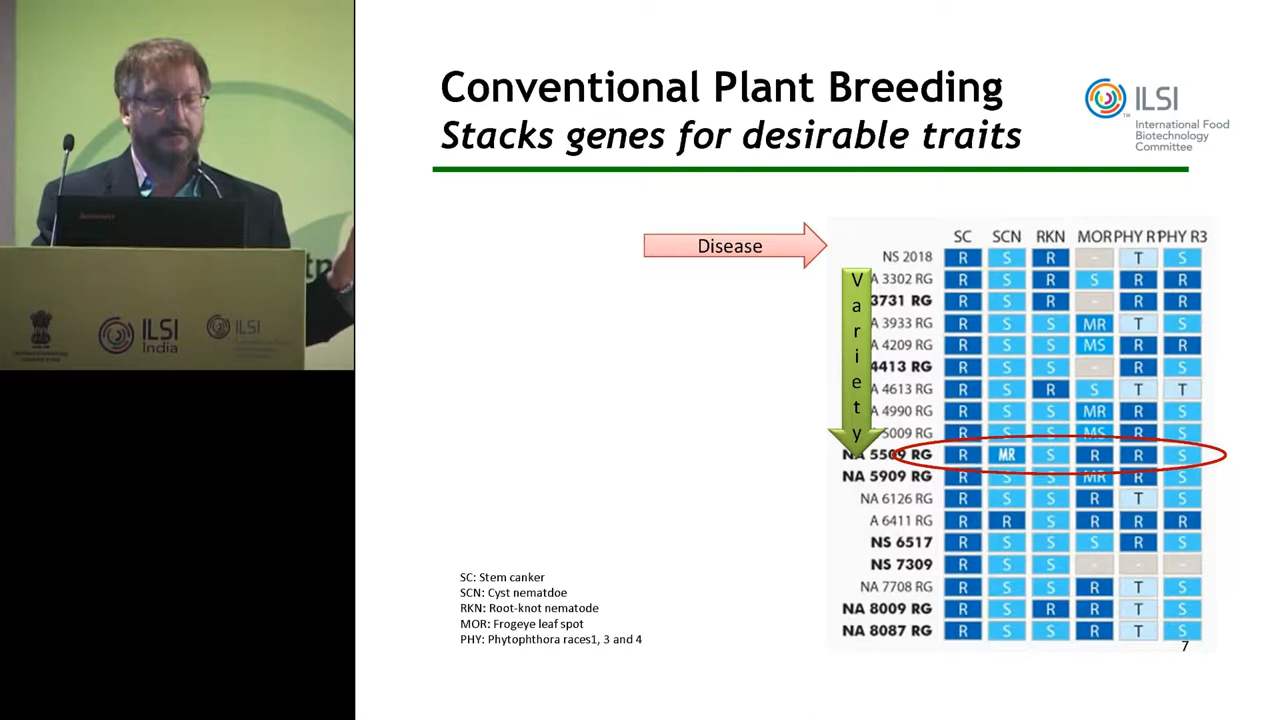 Conventional Plant Breeding
Stacks genes for desirable traits
ILSI
TM
International Food
Biotechnology
Committee
Disease
Variety
SC SCN RKN MOR PHY R1 PHY R3
NS 2018 R S R - T S
A 3302 RG R S R S R R
3731 RG R S R - R R
A 3933 RG R S S MR T S
A 4209 RG R S S MS R R
4413 RG R S S - R S
A 4613 RG R S R S T T
A 4990 RG R S S MR R S
5009 RG R S S MS R S
NA 5509 RG R MR S R R S
NA 5909 RG R S S MR R S
NA 6126 RG R S S R T S
A 6411 RG R R S R R R
NS 6517 R S S S R S
NS 7309 R S S - - -
NA 7708 RG R S S R T S
NA 8009 RG R S R R T S
NA 8087 RG R S S R T S
SC: Stem canker
SCN: Cyst nematdoe
RKN: Root-knot nematode
MOR: Frogeye leaf spot
PHY: Phytophthora races1, 3 and 4
7
ILSI
India
ILSI